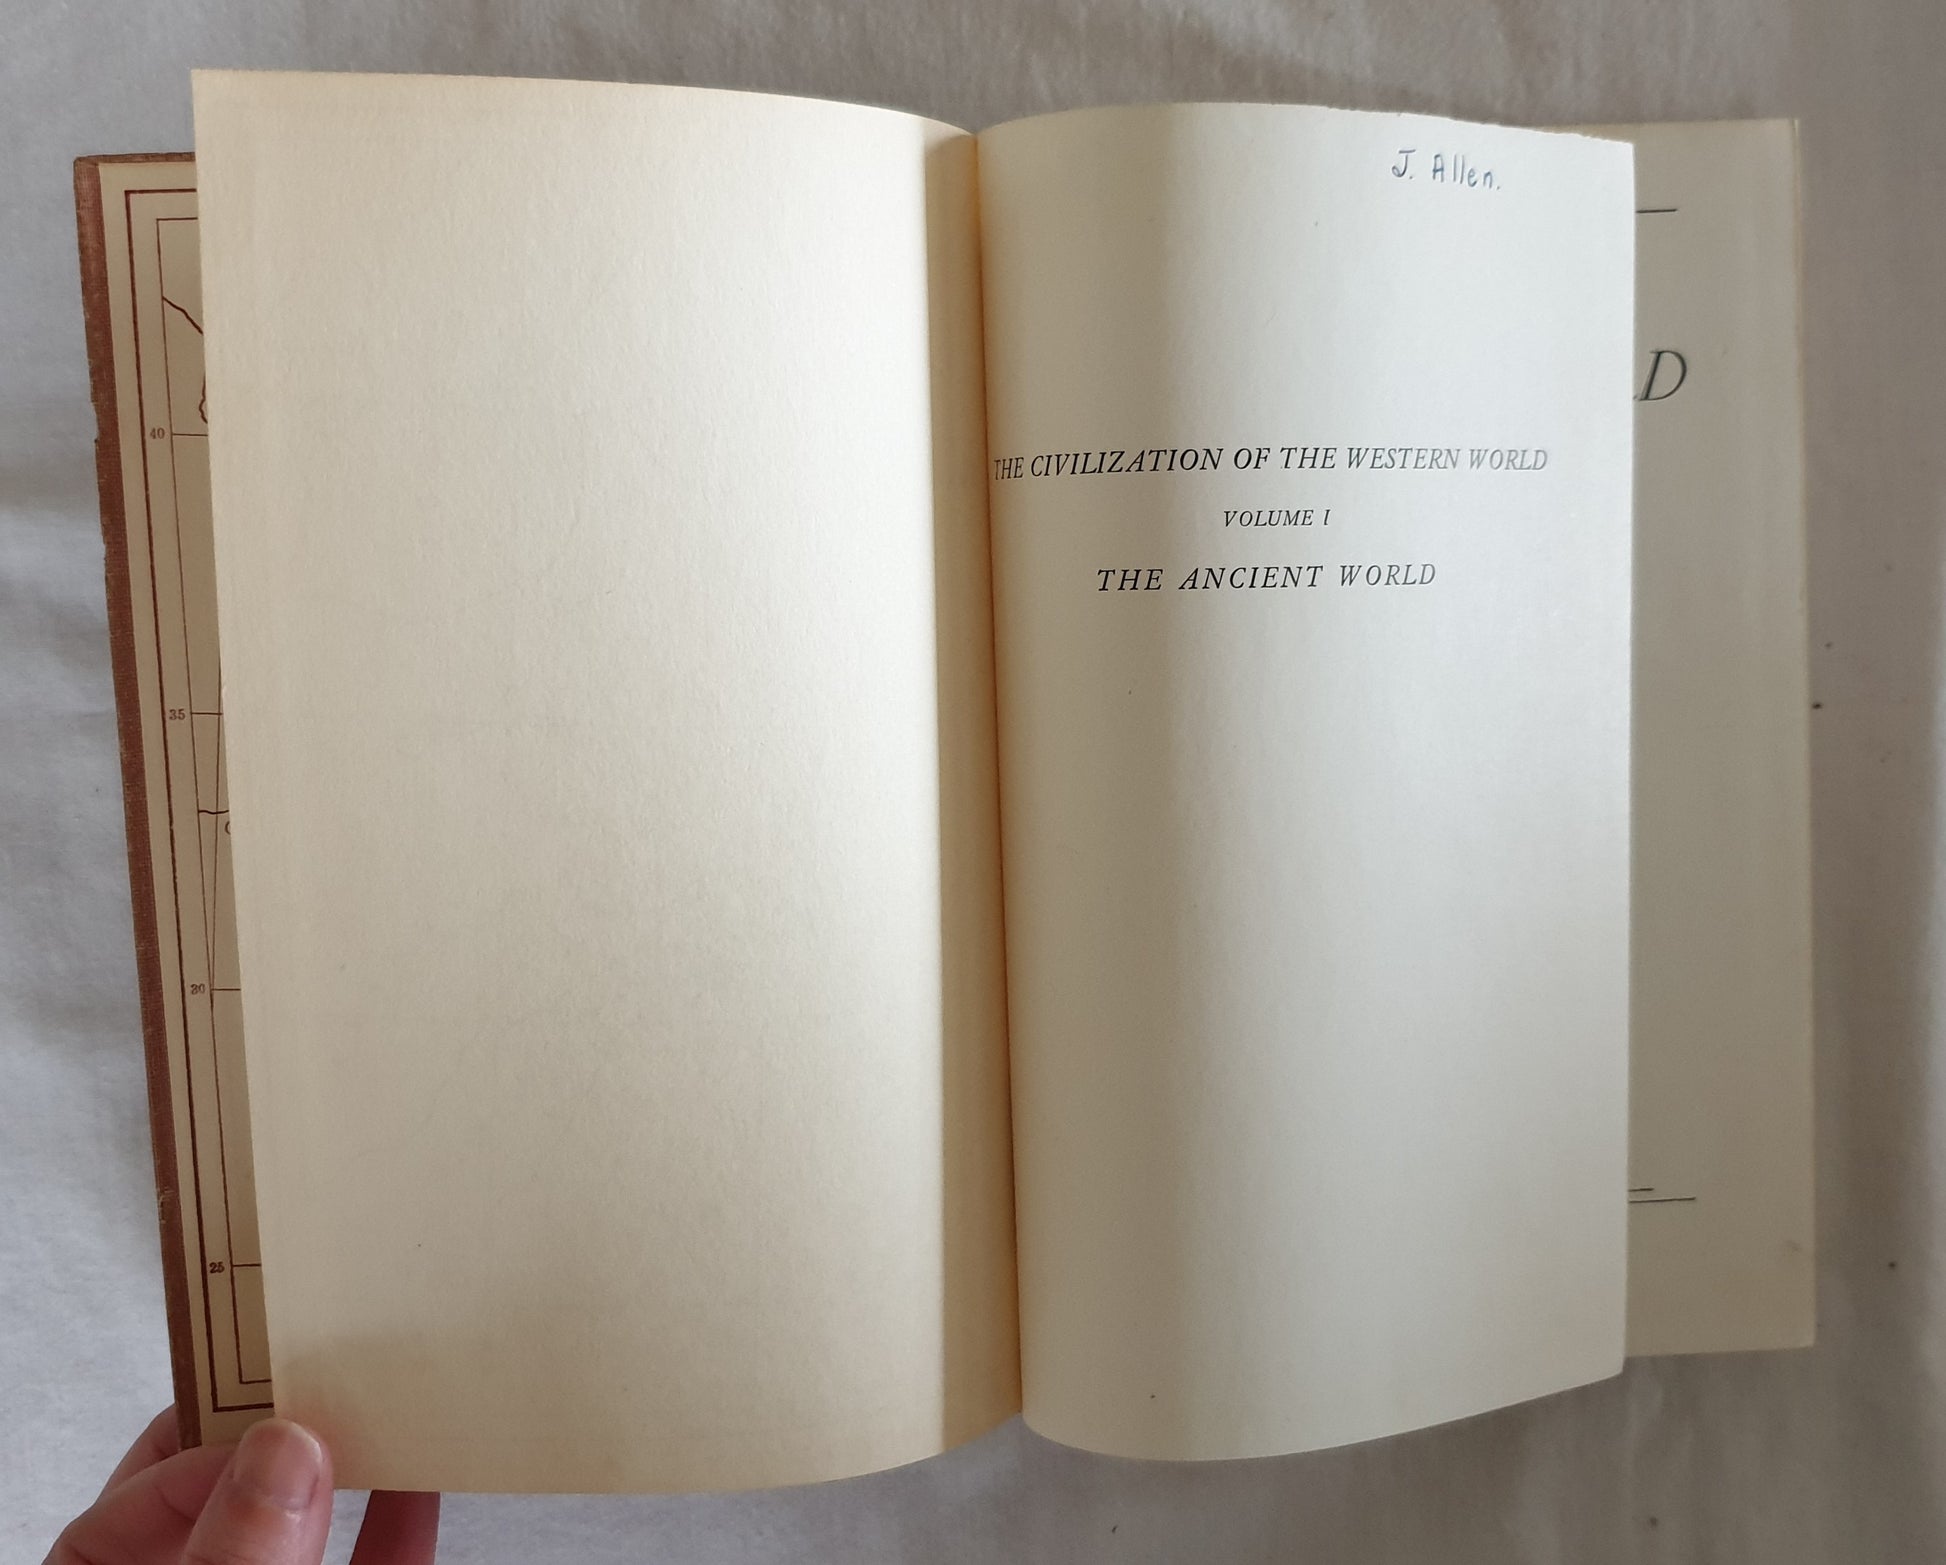 J. Allen.
THE CIVILIZATION OF THE WESTERN WORLD
VOLUME I
THE ANCIENT WORLD
D
40
35
30
25